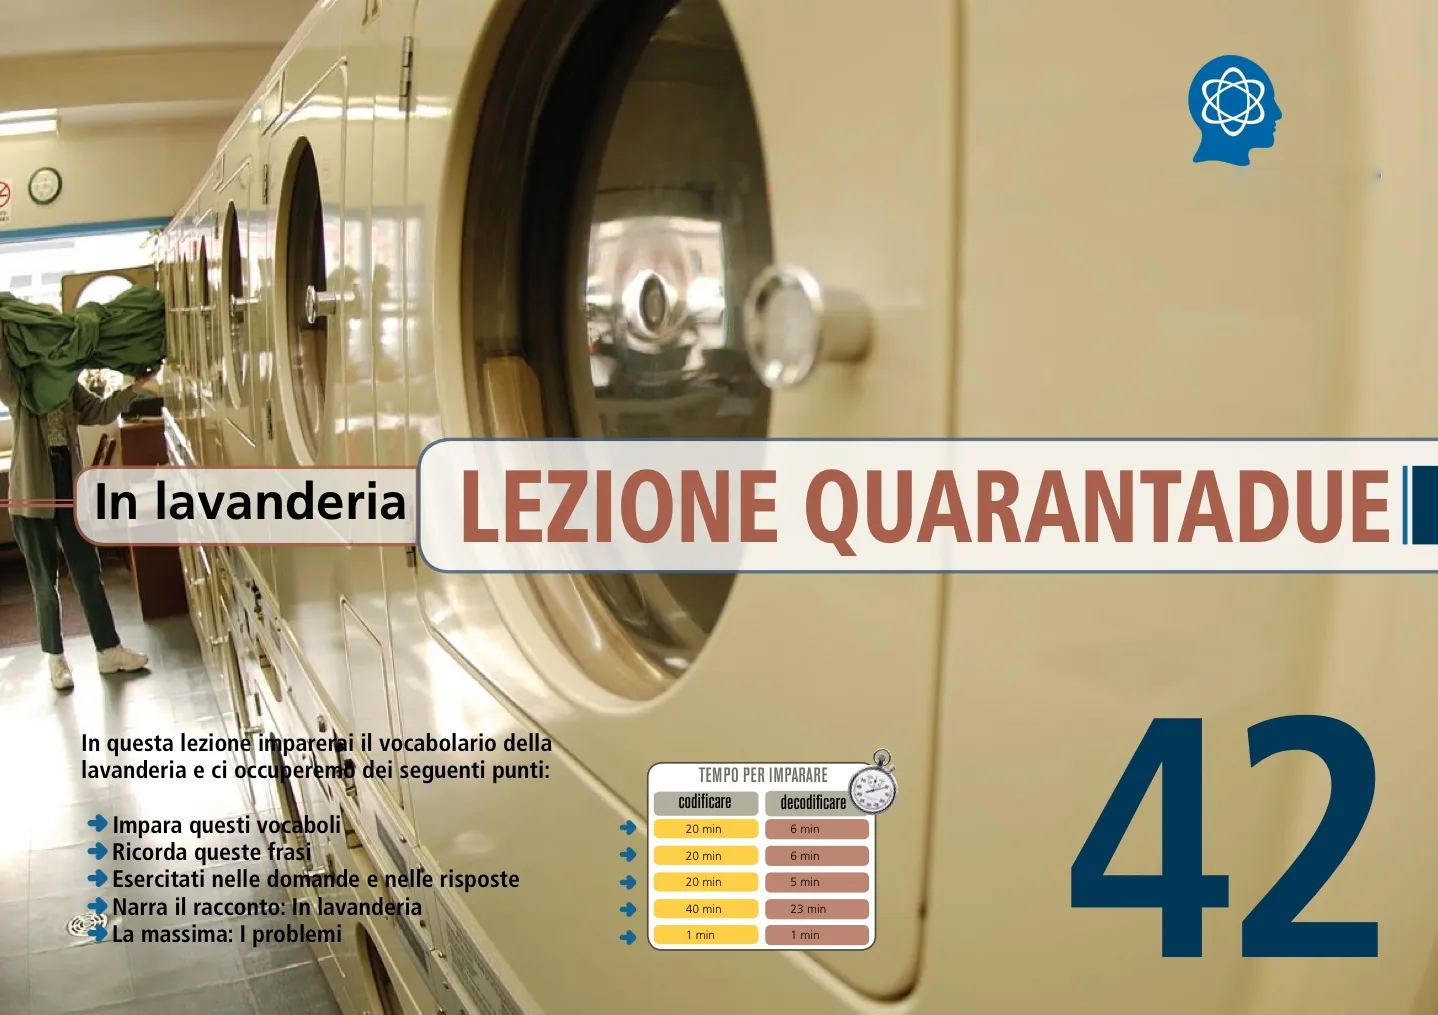 In lavanderia
LEZIONE QUARANTADUE
42
In questa lezione imparerai il vocabolario della
lavanderia e ci occuperemo dei seguenti punti:
Impara questi vocaboli
Ricorda queste frasi
Esercitati nelle domande e nelle risposte
Narra il racconto: In lavanderia
La massima: I problemi
TEMPO PER IMPARARE
codificare decodificare
20 min 6 min
20 min 6 min
20 min 5 min
40 min 23 min
1 min 1 min